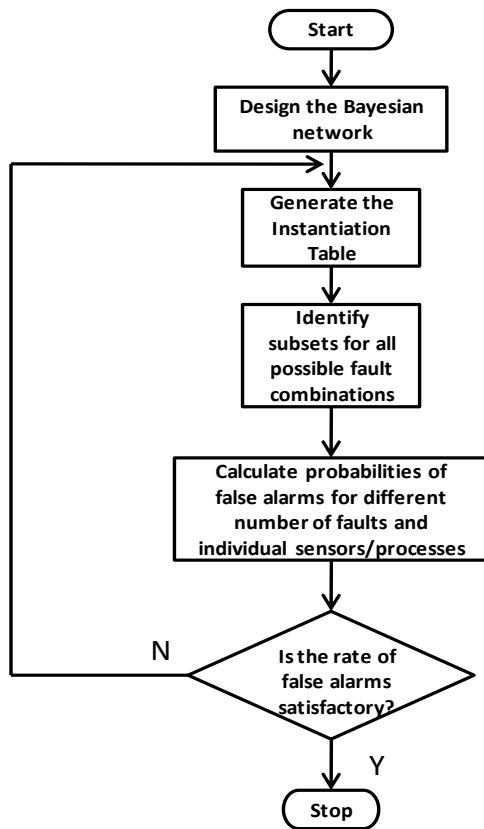 Start
Design the Bayesian
network
Generate the
Instantiation
Table
Identify
subsets for all
possible fault
combinations
Calculate probabilities of
false alarms for different
number of faults and
individual sensors/processes
N
Is the rate of
false alarms
satisfactory?
Y
Stop